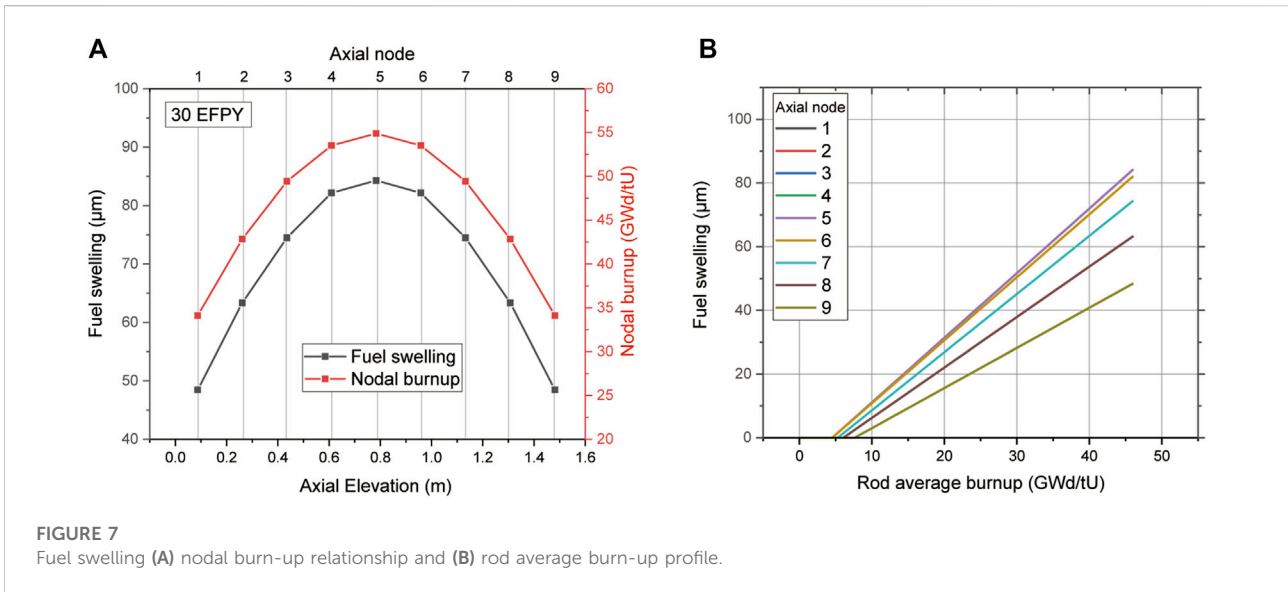 A
Axial node
1 2 3 4 5 6 7 8 9
30 EFPY
100
90
80
70
60
50
40
Fuel swelling (µm)
60
55
50
45
40
35
30
25
20
Nodal burnup (GWd/tU)
Fuel swelling
Nodal burnup
0.0 0.2 0.4 0.6 0.8 1.0 1.2 1.4 1.6
Axial Elevation (m)
B
Axial node
1
2
3
4
5
6
7
8
9
100
80
60
40
20
0
Fuel swelling (µm)
0 10 20 30 40 50
Rod average burnup (GWd/tU)
FIGURE 7
Fuel swelling (A) nodal burn-up relationship and (B) rod average burn-up profile.